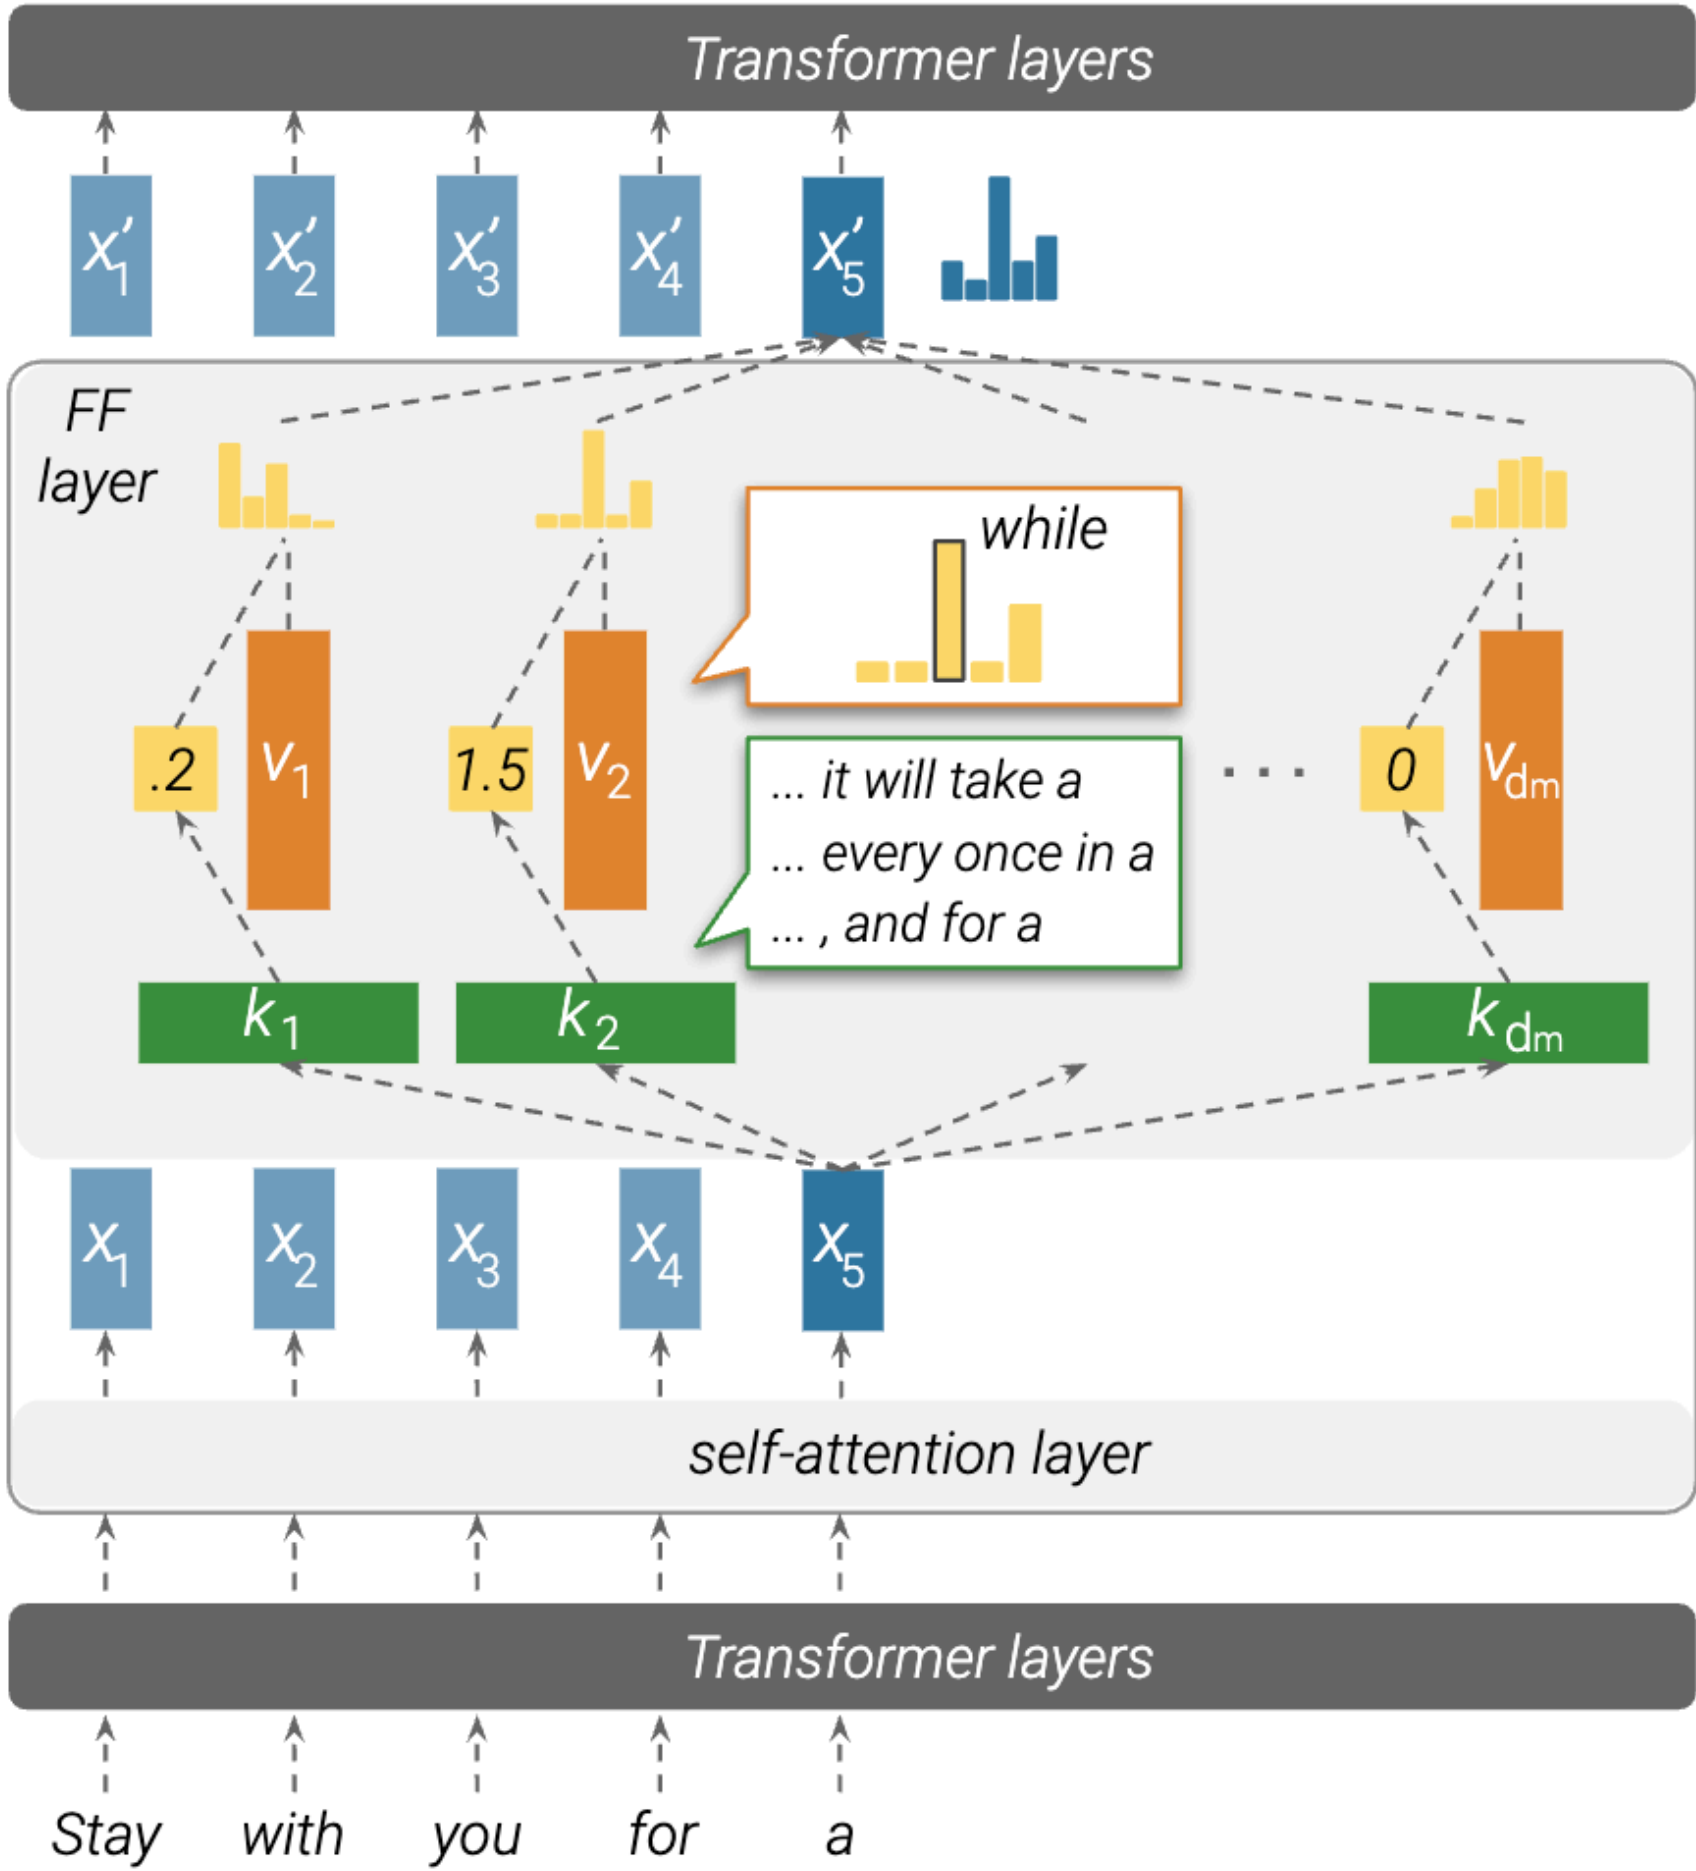 Transformer layers
x′1 x′2 x′3 x′4 x′5
FF
layer
while
.2 v1 1.5 v2 ... 0 vdm
... it will take a
... every once in a
... , and for a
k1 k2 kdm
x1 x2 x3 x4 x5
self-attention layer
Transformer layers
Stay with you for a